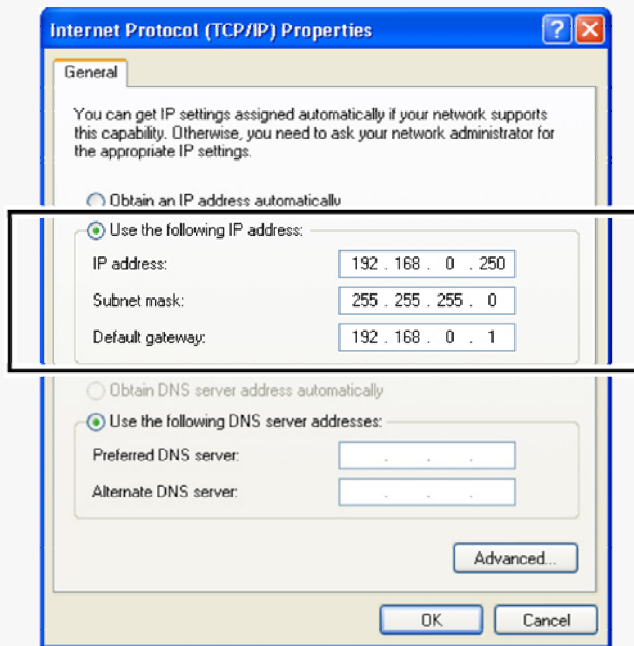 Internet Protocol (TCP/IP) Properties
General
You can get IP settings assigned automatically if your network supports
this capability. Otherwise, you need to ask your network administrator for
the appropriate IP settings.
Obtain an IP address automatically
Use the following IP address:
IP address: 192 . 168 . 0 . 250
Subnet mask: 255 . 255 . 255 . 0
Default gateway: 192 . 168 . 0 . 1
Obtain DNS server address automatically
Use the following DNS server addresses:
Preferred DNS server: . . .
Alternate DNS server: . . .
Advanced...
OK Cancel